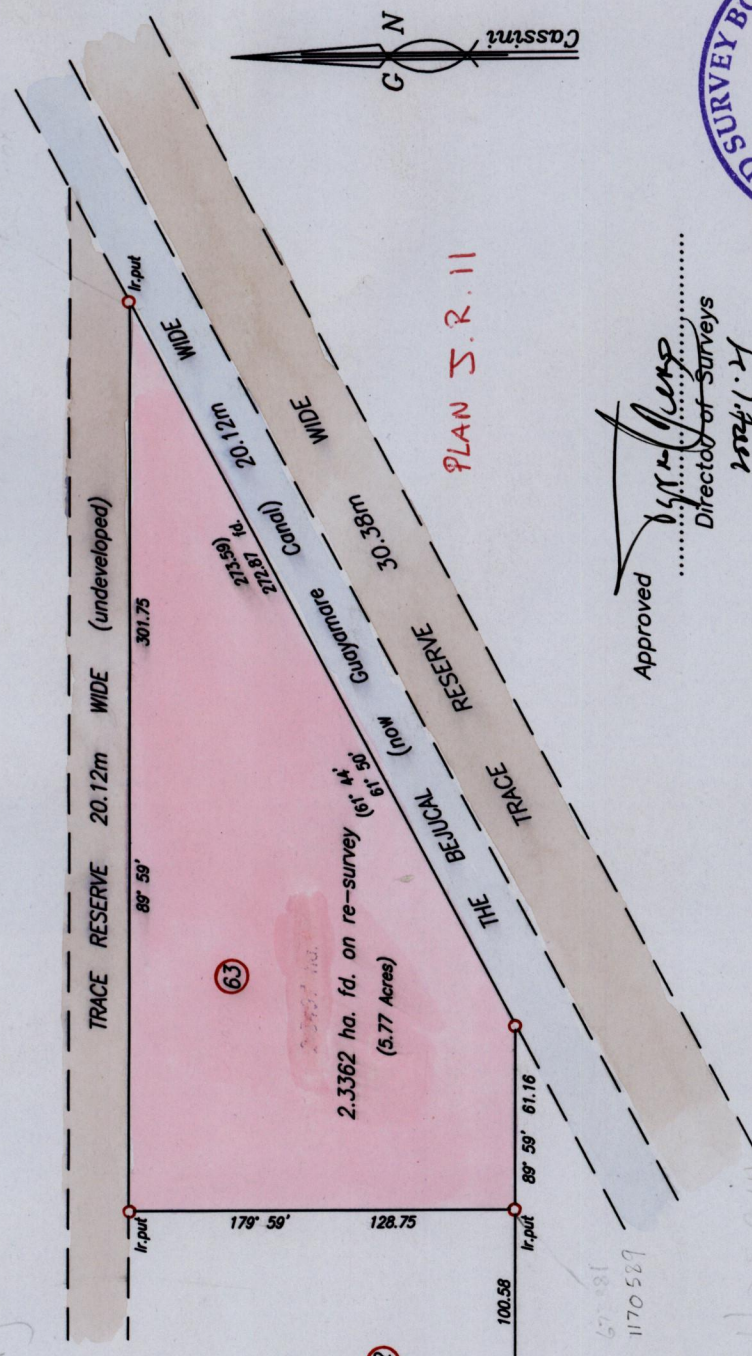 TRACE RESERVE 20.12m WIDE (undeveloped)
G N
Cassini
D SURVEY BO
Ir.put
301.75
89° 59'
WIDE
20.12m
Canal)
Guayamare
(now
THE BEJUCAL
273.59)
272.87 fd.
(61° 44'
61° 50'
WIDE
30.38m
RESERVE
TRACE
PLAN J.R. 11
63
2.3362 ha. fd. on re-survey
(5.77 Acres)
Ir.put
179° 59' 128.75
89° 59' 61.16
Ir.put
100.58
Approved
Director of Surveys
1170 589